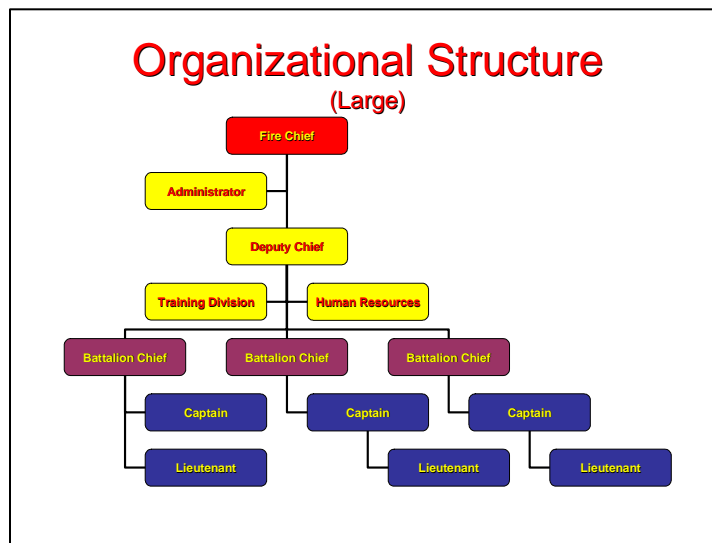 Organizational Structure
(Large)
Fire Chief
Administrator
Deputy Chief
Training Division
Human Resources
Battalion Chief
Battalion Chief
Battalion Chief
Captain
Captain
Captain
Lieutenant
Lieutenant
Lieutenant